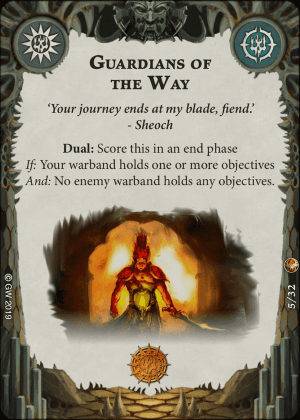 GUARDIANS OF
THE WAY
‘Your journey ends at my blade, fiend.’
- Sheoch
Dual: Score this in an end phase
If: Your warband holds one or more objectives
And: No enemy warband holds any objectives.
© GW 2019
5/32